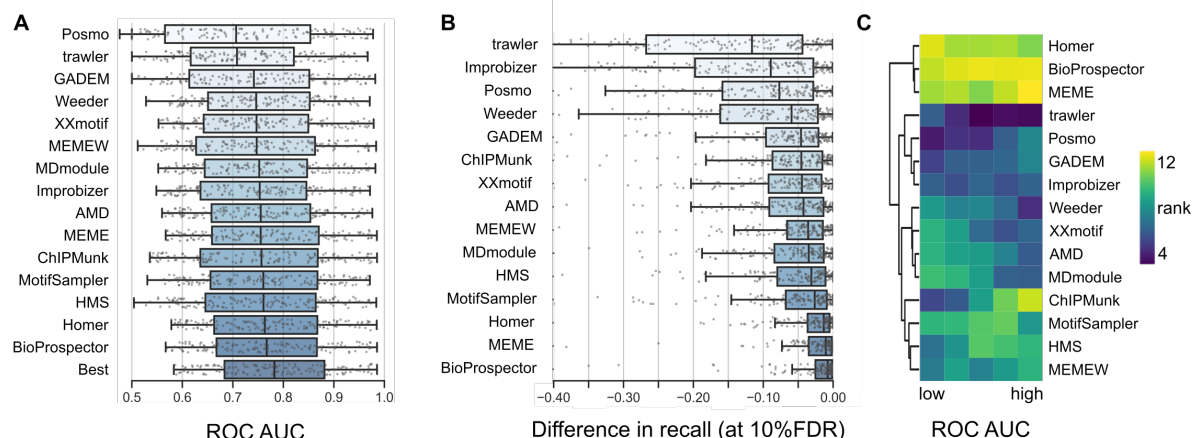 A
Posmo
trawler
GADEM
Weeder
XXmotif
MEMEW
MDmodule
Improbizer
AMD
MEME
ChIPMunk
MotifSampler
HMS
Homer
BioProspector
Best
0.5 0.6 0.7 0.8 0.9 1.0
ROC AUC
B
trawler
Improbizer
Posmo
Weeder
GADEM
ChIPMunk
XXmotif
AMD
MEMEW
MDmodule
HMS
MotifSampler
Homer
MEME
BioProspector
−0.40 −0.30 −0.20 −0.10 0.00
Difference in recall (at 10%FDR)
C
Homer
BioProspector
MEME
trawler
Posmo
GADEM
Improbizer
Weeder
XXmotif
AMD
MDmodule
ChIPMunk
MotifSampler
HMS
MEMEW
low high
ROC AUC
12
rank
4